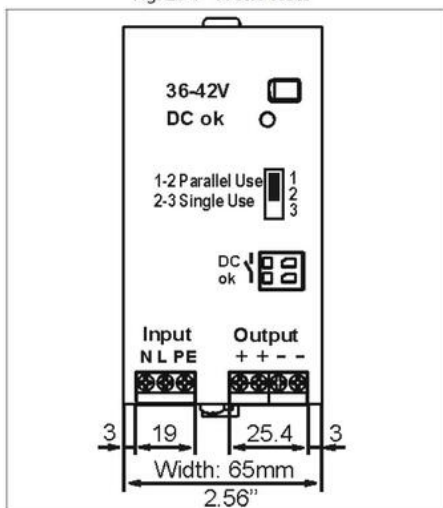 36-42V
DC ok
1-2 Parallel Use 1
2-3 Single Use 2
3
DC
ok
Input Output
N L PE + + - -
3 19 25.4 3
Width: 65mm
2.56"